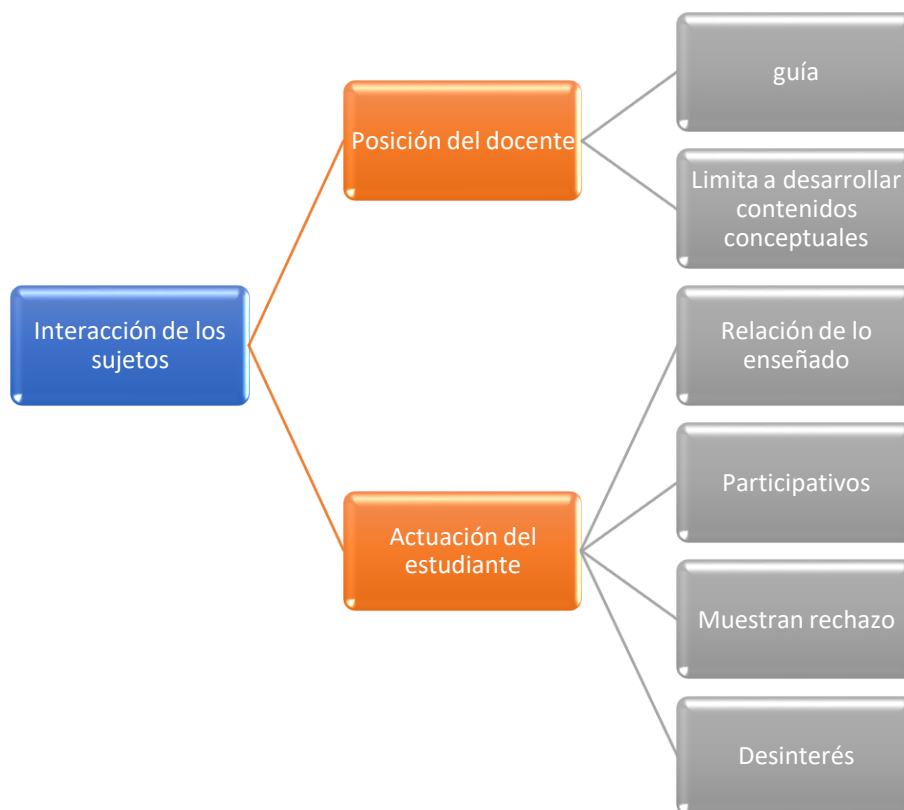 guía
Posición del docente
Limita a desarrollar
contenidos
conceptuales
Interacción de los
sujetos
Relación de lo
enseñado
Participativos
Actuación del
estudiante
Muestran rechazo
Desinterés